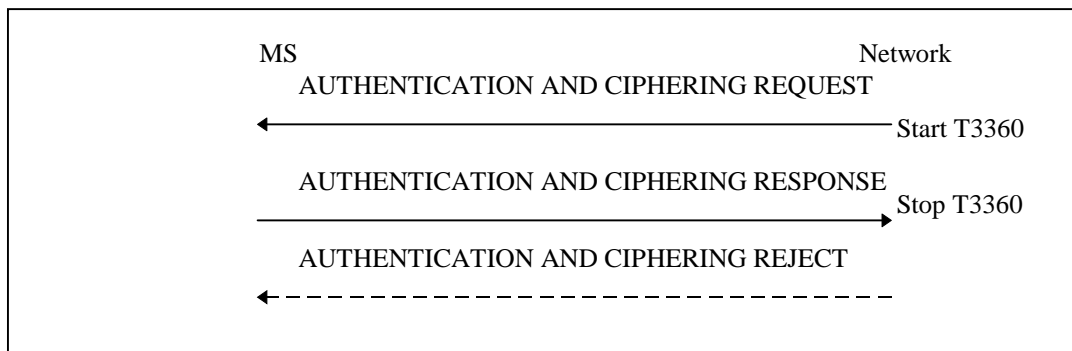 MS Network
AUTHENTICATION AND CIPHERING REQUEST
Start T3360
AUTHENTICATION AND CIPHERING RESPONSE
Stop T3360
AUTHENTICATION AND CIPHERING REJECT